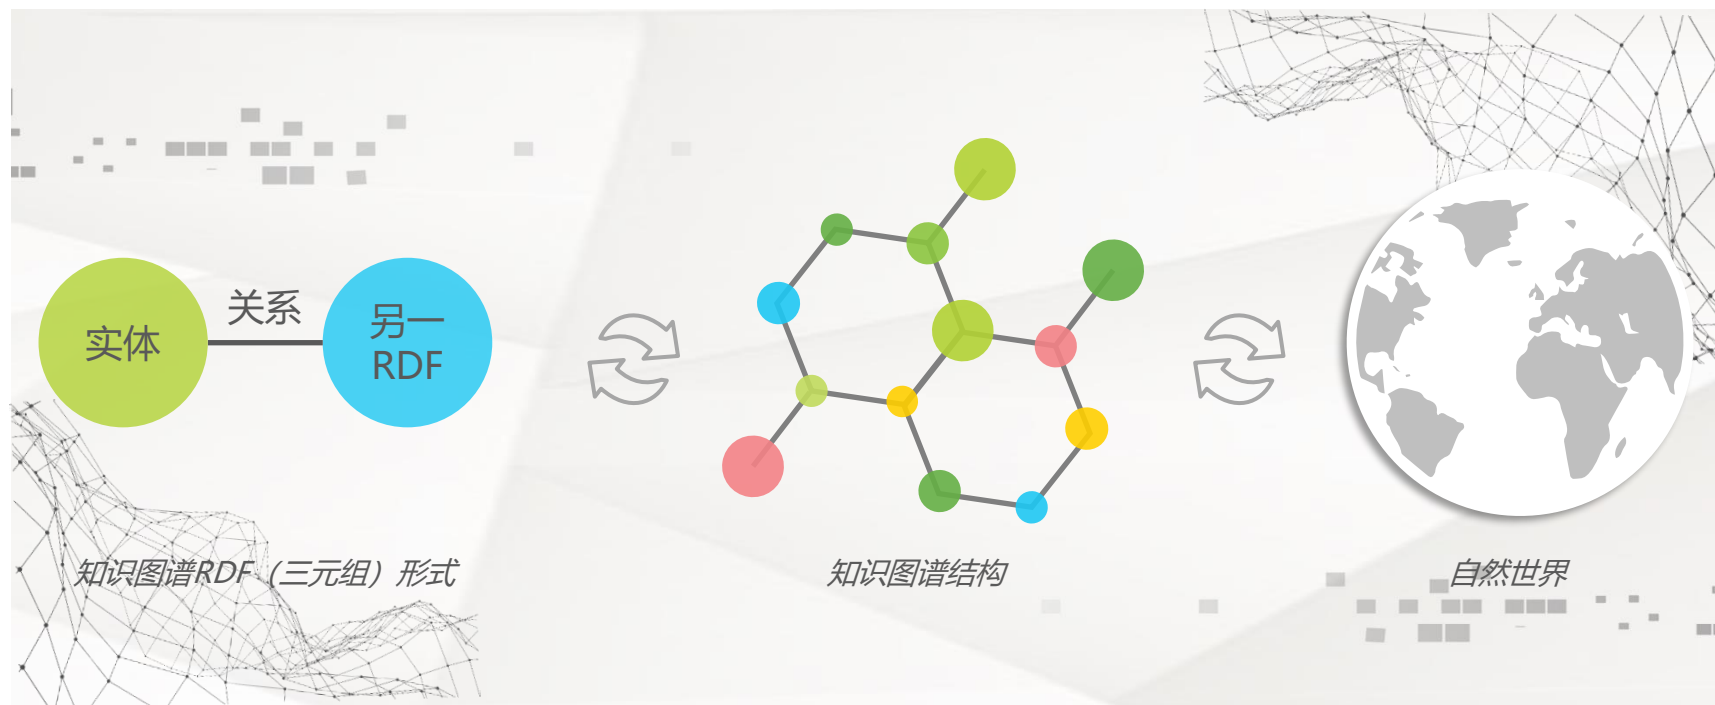 实体
关系
另一
RDF
知识图谱RDF（三元组）形式
知识图谱结构
自然世界